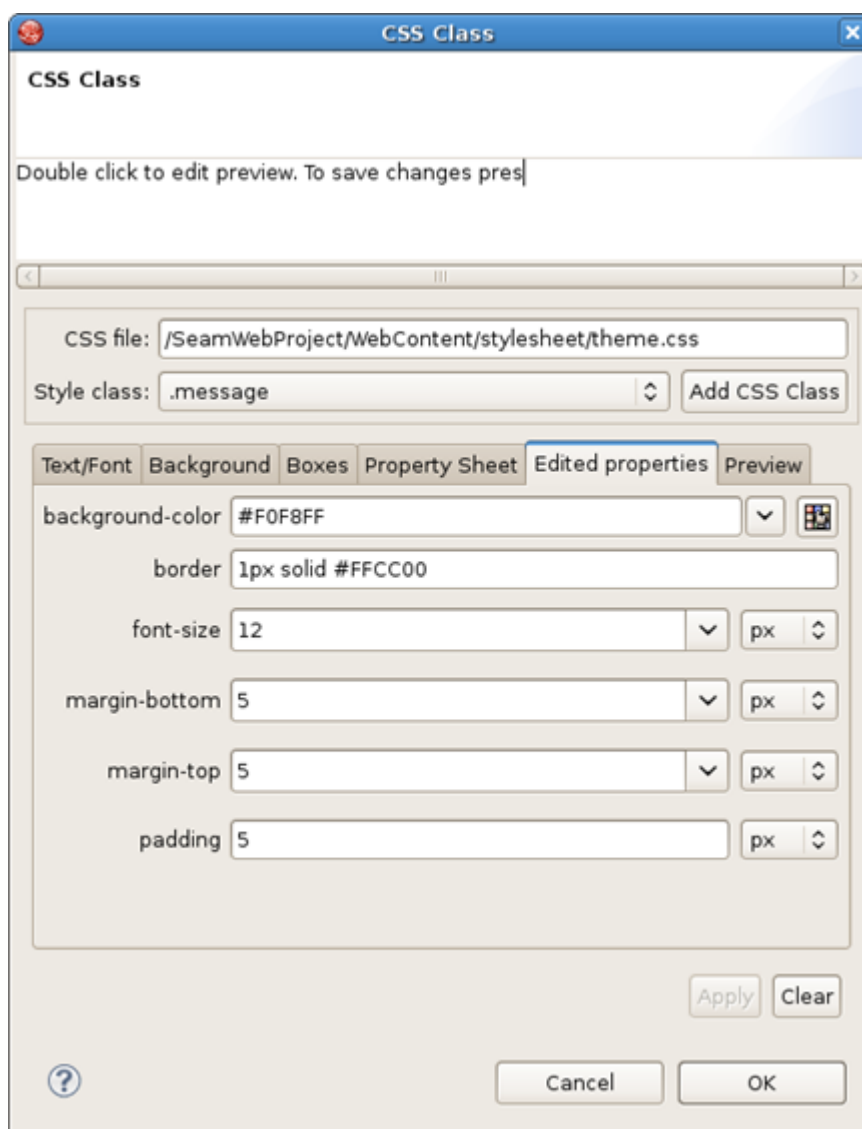 CSS Class
CSS Class
Double click to edit preview. To save changes pres
CSS file: /SeamWebProject/WebContent/stylesheet/theme.css
Style class: .message Add CSS Class
Text/Font Background Boxes Property Sheet Edited properties Preview
background-color #F0F8FF
border 1px solid #FFCC00
font-size 12 px
margin-bottom 5 px
margin-top 5 px
padding 5 px
Apply Clear
? Cancel OK